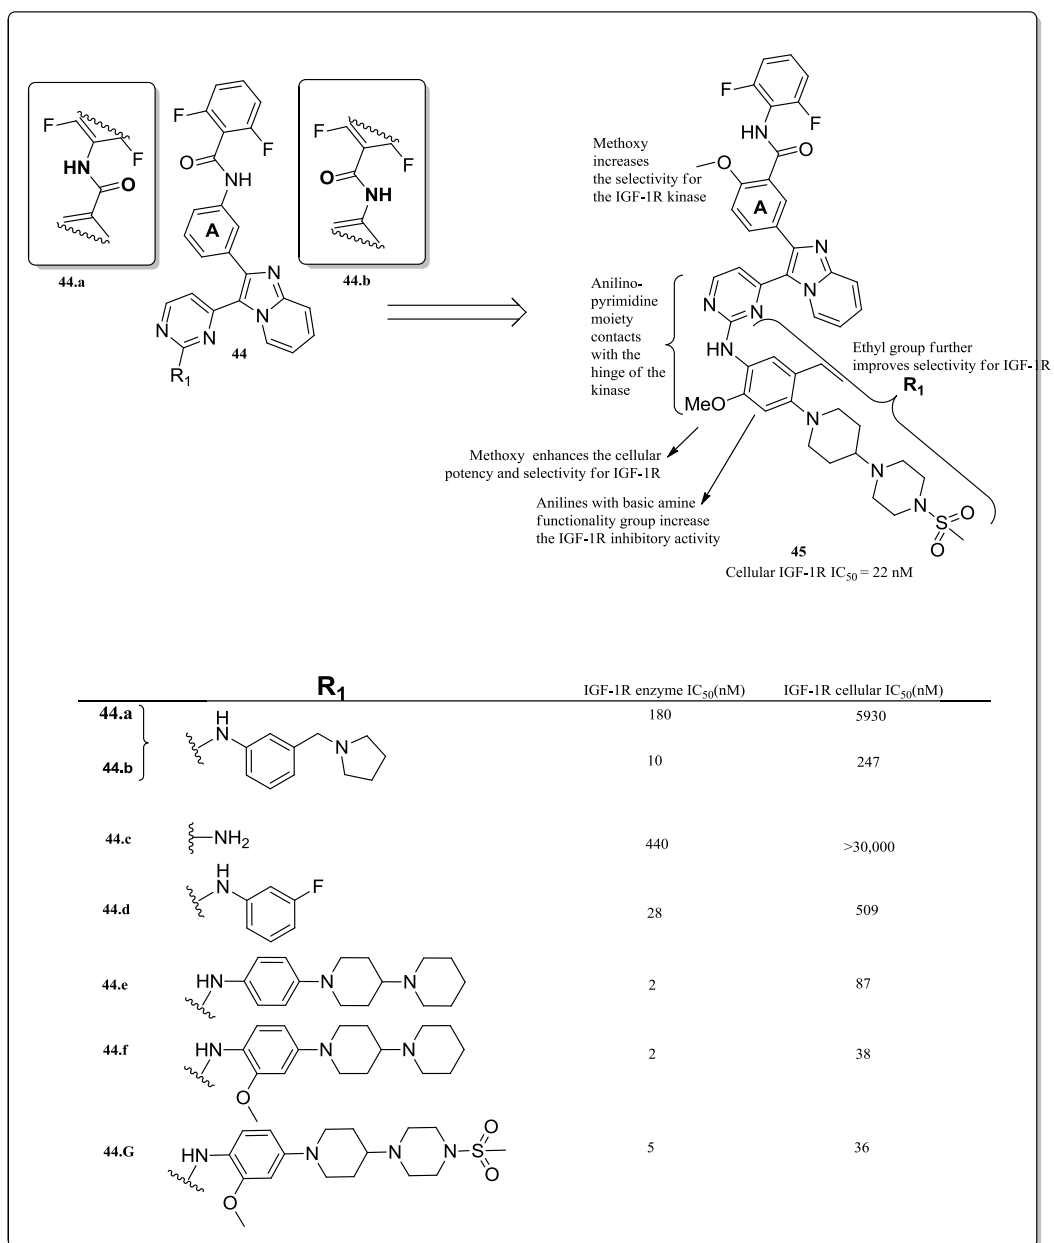 F
F
HN
O
44.a
F
F
O
NH
A
N
N
N
N
R1
44
F
F
O
NH
44.b
Methoxy
increases
the selectivity for
the IGF-1R kinase
F
F
HN
O
O
A
N
N
N
N
HN
MeO
N
N
N
S
O
O
Anilino-
pyrimidine
moiety
contacts
with the
hinge of the
kinase
Ethyl group further
improves selectivity for IGF-1R
R1
Methoxy enhances the cellular
potency and selectivity for IGF-1R
Anilines with basic amine
functionality group increase
the IGF-1R inhibitory activity
45
Cellular IGF-1R IC50 = 22 nM
R1 IGF-1R enzyme IC50(nM) IGF-1R cellular IC50(nM)
44.a H N N 180 5930
44.b 10 247
44.c NH2 440 >30,000
44.d H N F 28 509
44.e HN N N 2 87
44.f HN N N O 2 38
44.G HN N N N S O O O 5 36